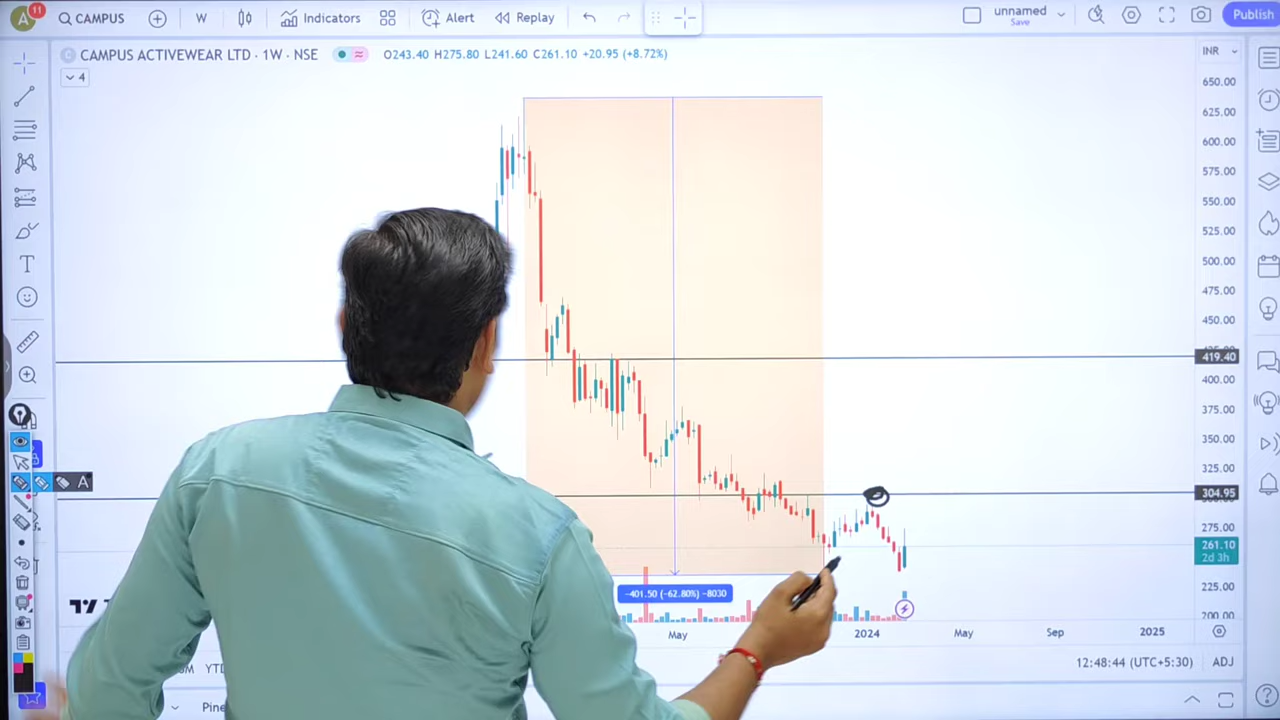 A 11 CAMPUS W Indicators Alert Replay unnamed Save Publish
CAMPUS ACTIVEWEAR LTD · 1W · NSE O243.40 H275.80 L241.60 C261.10 +20.95 (+8.72%) INR
4
650.00
625.00
600.00
575.00
550.00
525.00
500.00
475.00
450.00
419.40
400.00
375.00
350.00
325.00
304.95
275.00
261.10
2d 3h
225.00
200.00
-401.50 (-62.80%) -8030
May 2024 May Sep 2025
YTD 12:48:44 (UTC+5:30) ADJ
Pine
T
A